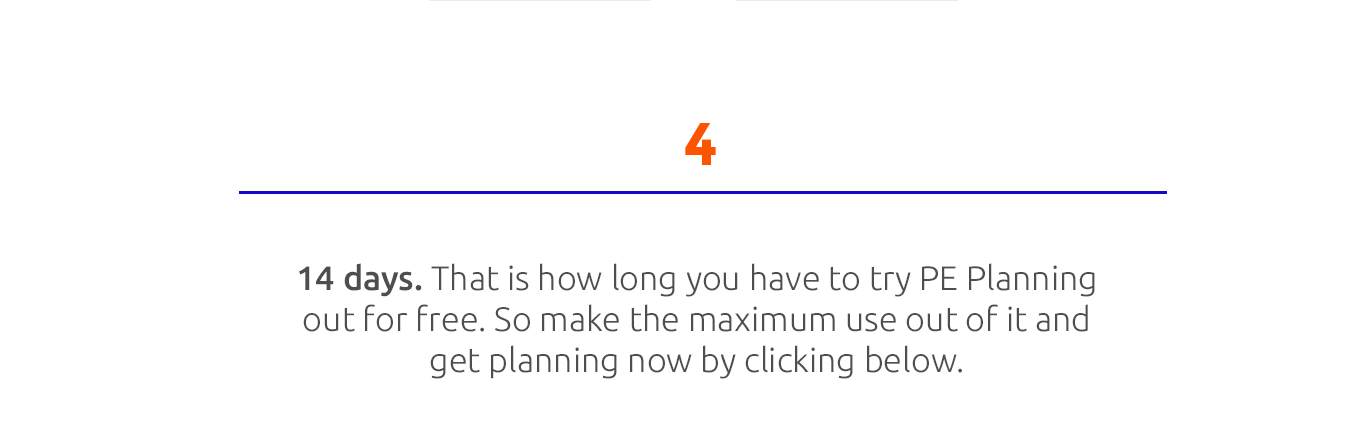 4
14 days. That is how long you have to try PE Planning
out for free. So make the maximum use out of it and
get planning now by clicking below.